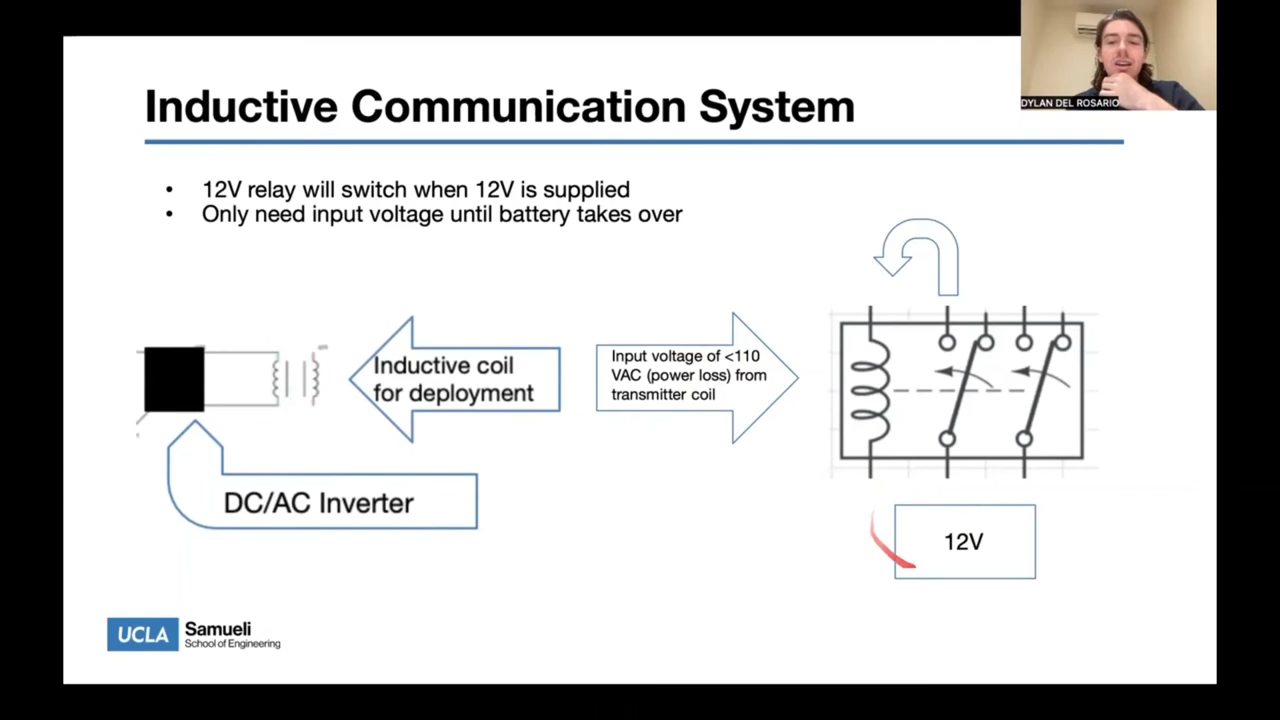 Inductive Communication System
DYLAN DEL ROSARIO
• 12V relay will switch when 12V is supplied
• Only need input voltage until battery takes over
Inductive coil
for deployment
Input voltage of <110
VAC (power loss) from
transmitter coil
DC/AC Inverter
12V
UCLA Samueli
School of Engineering